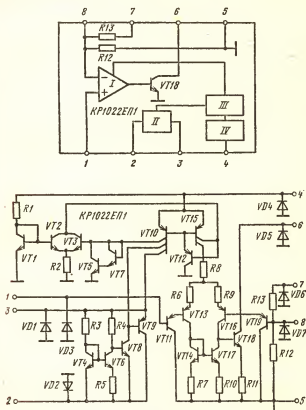 8 7 6 5
R13
R12
I
VT18
III
КР1022ЕП1
II
IV
1 2 3 4
R1
КР1022ЕП1
VT15
VD4
4
VT2
VT3
VT10
6
VD5
VT1
R2
VT5
VT7
VT12
R8
7
1
R6
R9
R13
VD6
3
VT9
VT13
VT16
VT19
8
VD1
VD3
R3
R4
VT8
VT11
VT18
VD7
VT4
VT6
VT14
VT17
R12
VD2
R5
R7
R10
R11
2
5